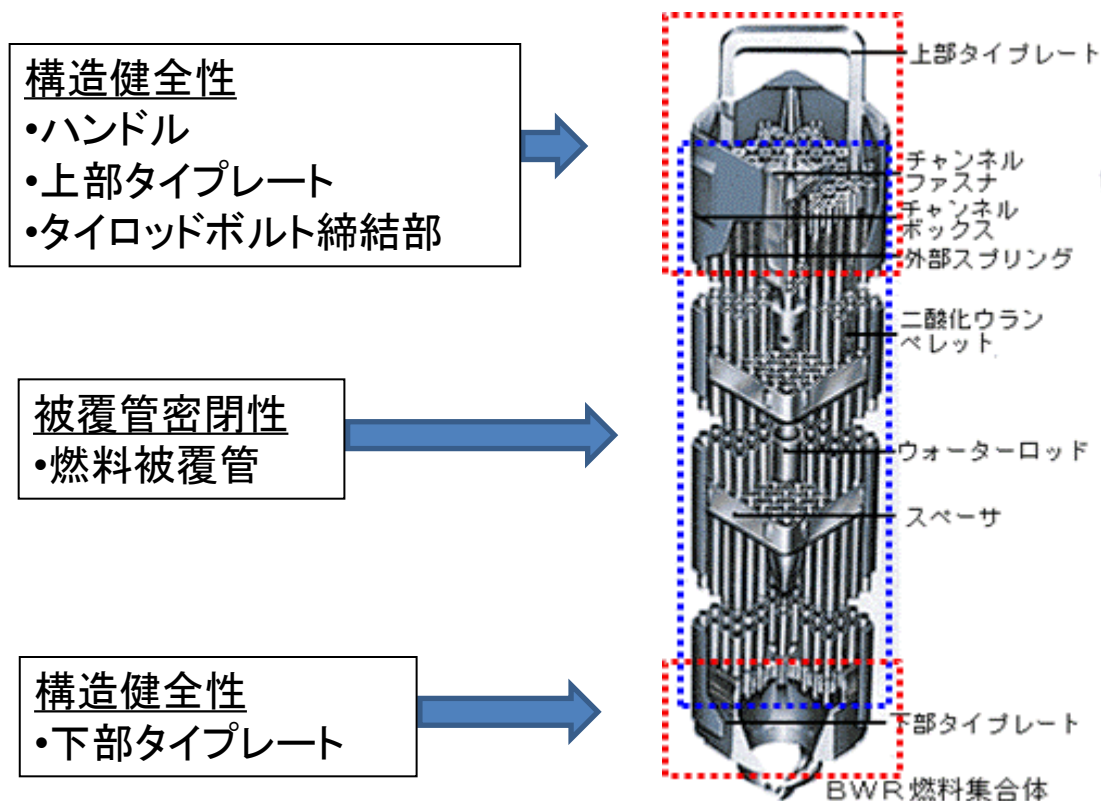 構造健全性
•ハンドル
•上部タイプレート
•タイロッドボルト締結部
被覆管密閉性
•燃料被覆管
構造健全性
•下部タイプレート
上部タイプレート
チャンネル
ファスナ
チャンネル
ボックス
外部スプリング
二酸化ウラン
ペレット
ウォーターロッド
スペーサ
下部タイプレート
BWR燃料集合体